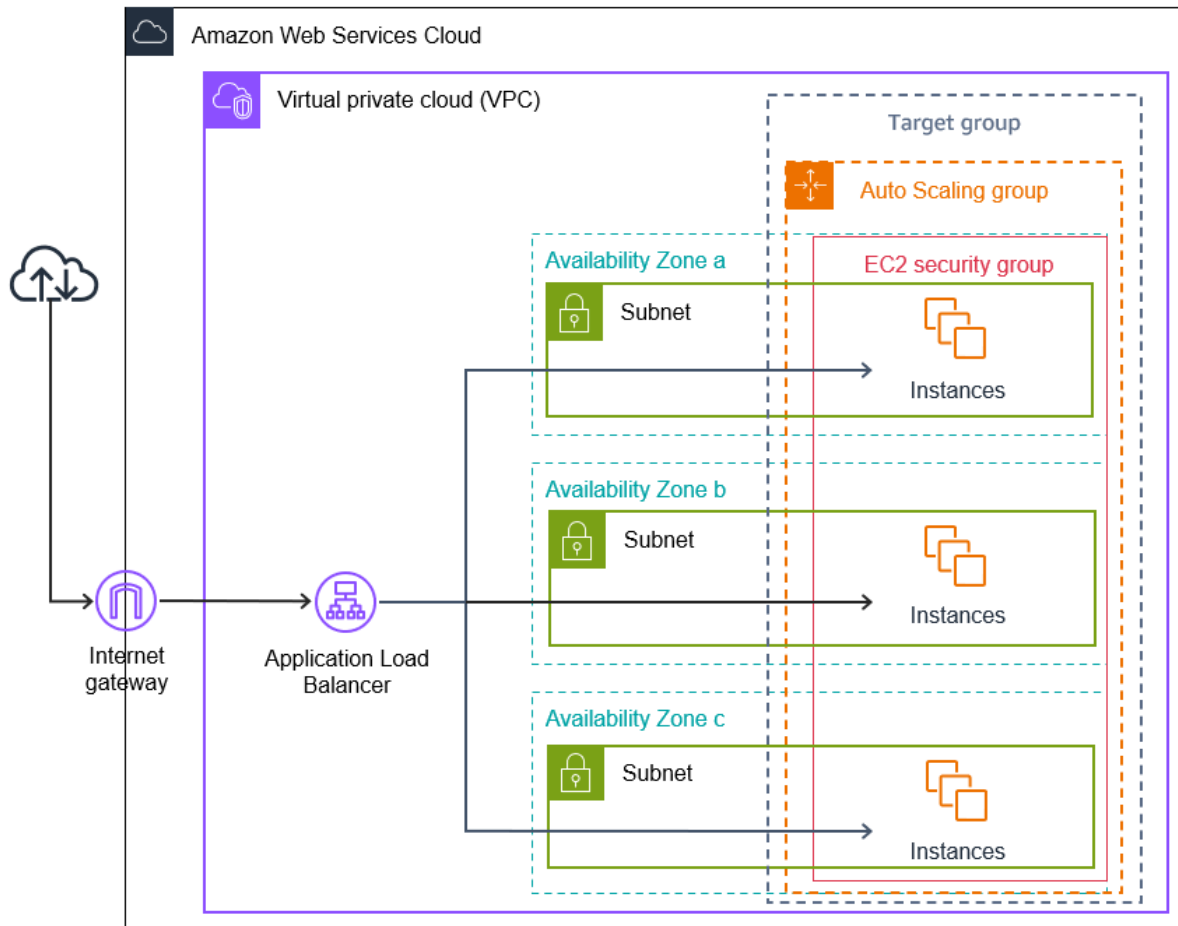 Amazon Web Services Cloud
Virtual private cloud (VPC)
Target group
Auto Scaling group
Availability Zone a
EC2 security group
Subnet
Instances
Availability Zone b
Subnet
Instances
Internet
gateway
Application Load
Balancer
Availability Zone c
Subnet
Instances